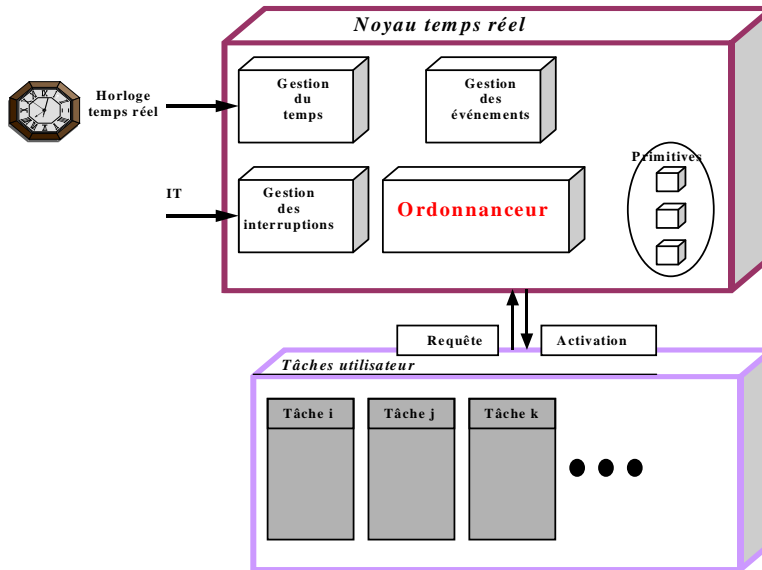 Noyau temps réel
Gestion
du
temps
Gestion
des
événements
Horloge
temps réel
Primitives
IT
Gestion
des
interruptions
Ordonnanceur
Requête
Activation
Tâches utilisateur
Tâche i
Tâche j
Tâche k